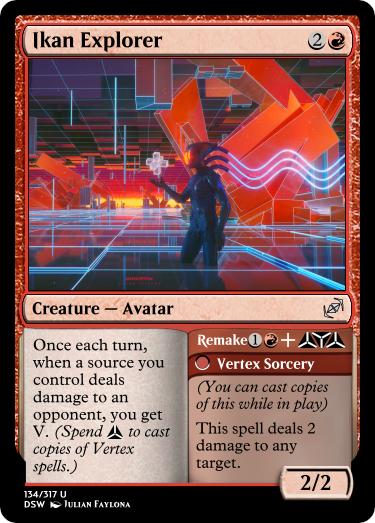 Ikan Explorer 2
Creature — Avatar
Once each turn,
when a source you
control deals
damage to an
opponent, you get
V. (Spend to cast
copies of Vertex
spells.)
Remake 1 +
Vertex Sorcery
(You can cast copies
of this while in play)
This spell deals 2
damage to any
target.
2/2
134/317 U
DSW Julian Faylona